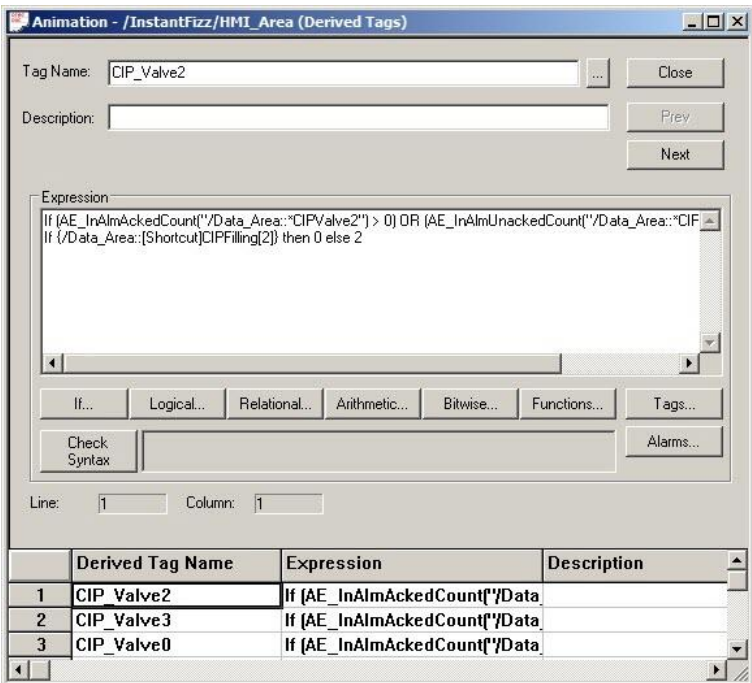 Animation - /InstantFizz/HMI_Area (Derived Tags)
Tag Name: CIP_Valve2 ... Close
Description: Prev
Next
Expression
If (AE_InAlmAckedCount("/Data_Area::*CIPValve2") > 0) OR (AE_InAlmUnackedCount("/Data_Area::*CIF
If {/Data_Area::[Shortcut]CIPFilling[2]} then 0 else 2
If... Logical... Relational... Arithmetic... Bitwise... Functions... Tags...
Check Syntax Alarms...
Line: 1 Column: 1
Derived Tag Name Expression Description
1 CIP_Valve2 If (AE_InAlmAckedCount("/Data_
2 CIP_Valve3 If (AE_InAlmAckedCount("/Data_
3 CIP_Valve0 If (AE_InAlmAckedCount("/Data_